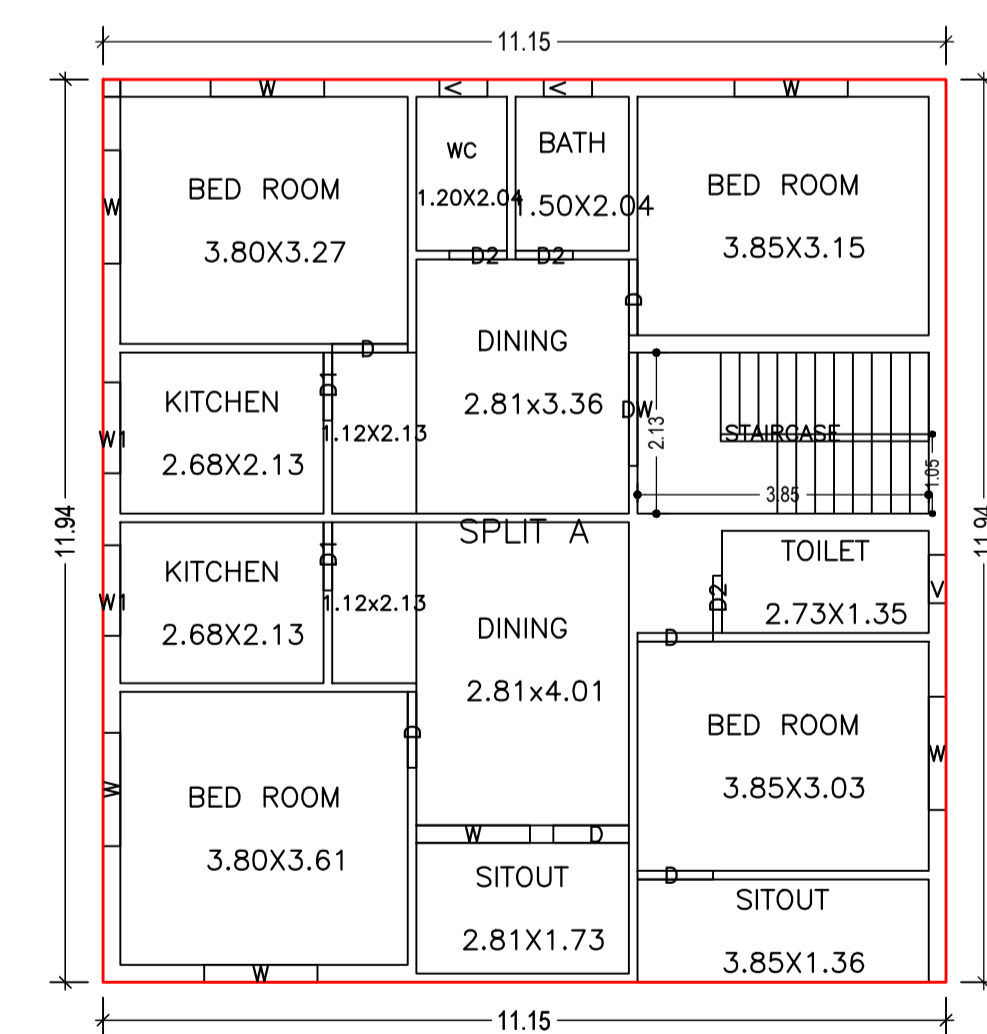 11.15
W
V
V
W
BED ROOM
3.80X3.27
WC
1.20X2.04
BATH
1.50X2.04
BED ROOM
3.85X3.15
W
D2
D2
D
D
DINING
2.81x3.36
KITCHEN
2.68X2.13
D1
1.12X2.13
W1
DW
2.13
STAIRCASE
3.85
1.05
11.94
11.94
SPLIT A
KITCHEN
2.68X2.13
D1
1.12x2.13
W1
DINING
2.81x4.01
TOILET
2.73X1.35
D2
V
D
D
BED ROOM
3.85X3.03
W
BED ROOM
3.80X3.61
W
W
D
SITOUT
2.81X1.73
D
SITOUT
3.85X1.36
W
11.15